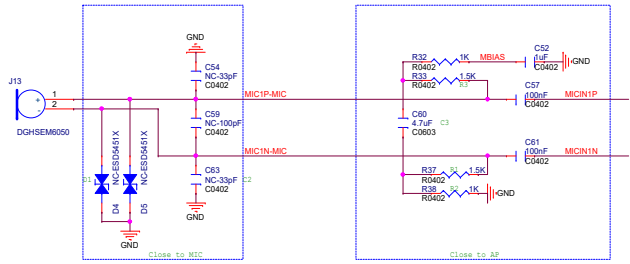 GND
C54
NC-33pF
C0402
J13
1
2
+
-
DGHSEM6050
MIC1P-MIC
C59
NC-100pF
C0402
MIC1N-MIC
NC-ESD5451X
NC-ESD5451X
D1
D4
D5
C63
NC-33pF
C2
C0402
GND
GND
Close to MIC
R32
1K
R0402
MBIAS
C52
1uF
C0402
GND
R33
1.5K
R0402
R3
C57
100nF
C0402
MICIN1P
C60
4.7uF
C3
C0603
C61
100nF
C0402
MICIN1N
R37
R1
1.5K
R0402
R38
R2
1K
R0402
GND
Close to AP